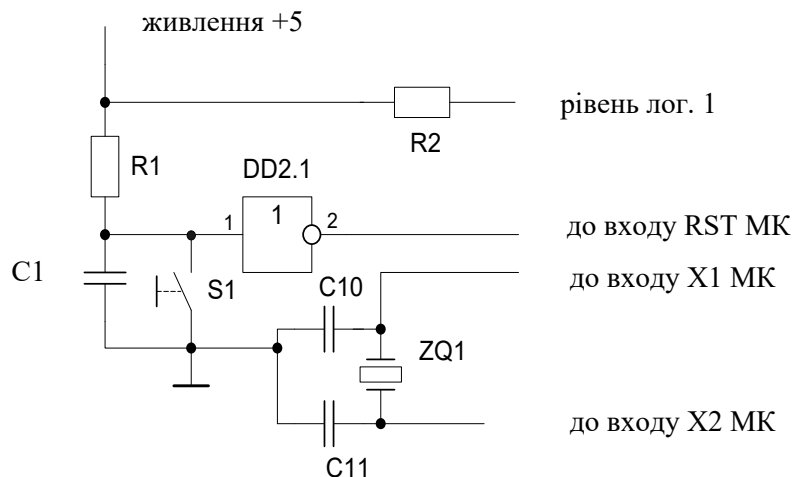 живлення +5
рівень лог. 1
R2
R1
DD2.1
1
1
2
до входу RST МК
C1
S1
C10
до входу X1 МК
ZQ1
до входу X2 МК
C11